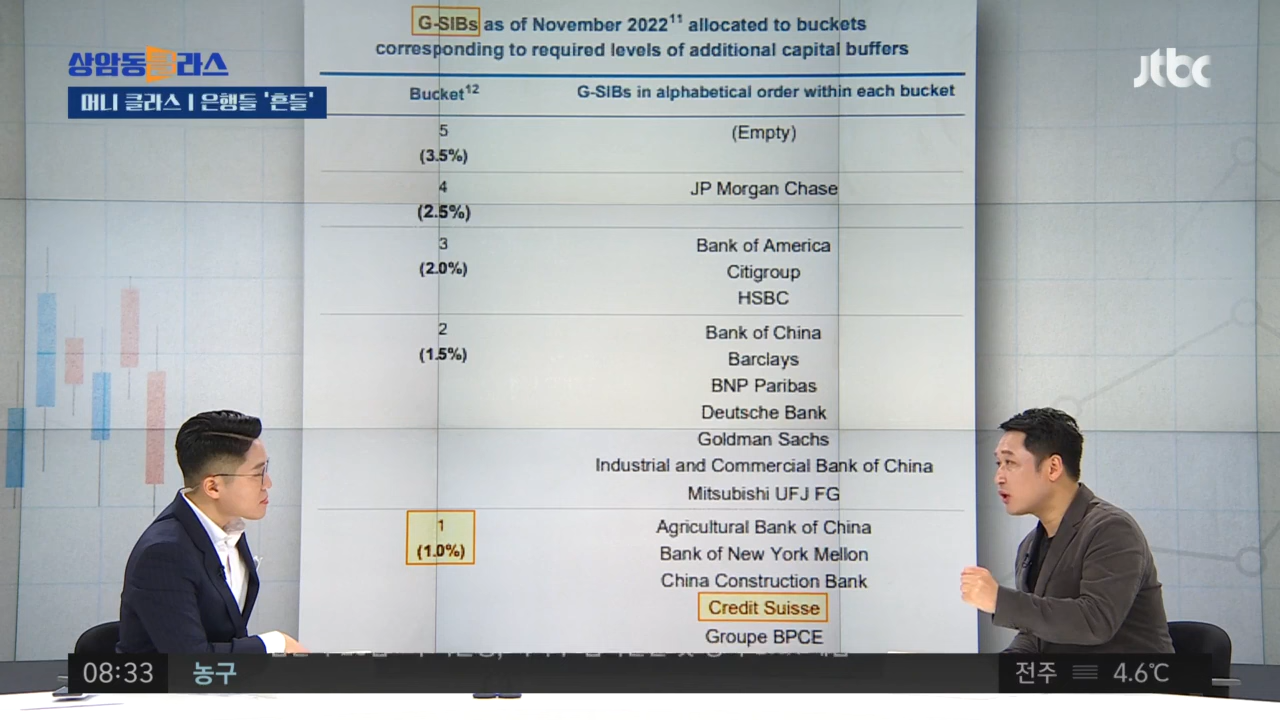 G-SIBs as of November 2022¹¹ allocated to buckets
corresponding to required levels of additional capital buffers
상암동클라스
jtbc
머니 클라스 | 은행들 '흔들'
Bucket¹² G-SIBs in alphabetical order within each bucket
5 (Empty)
(3.5%)
4 JP Morgan Chase
(2.5%)
3 Bank of America
(2.0%) Citigroup
HSBC
2 Bank of China
(1.5%) Barclays
BNP Paribas
Deutsche Bank
Goldman Sachs
Industrial and Commercial Bank of China
Mitsubishi UFJ FG
1 Agricultural Bank of China
(1.0%) Bank of New York Mellon
China Construction Bank
Credit Suisse
Groupe BPCE
08:33 농구 전주 4.6℃